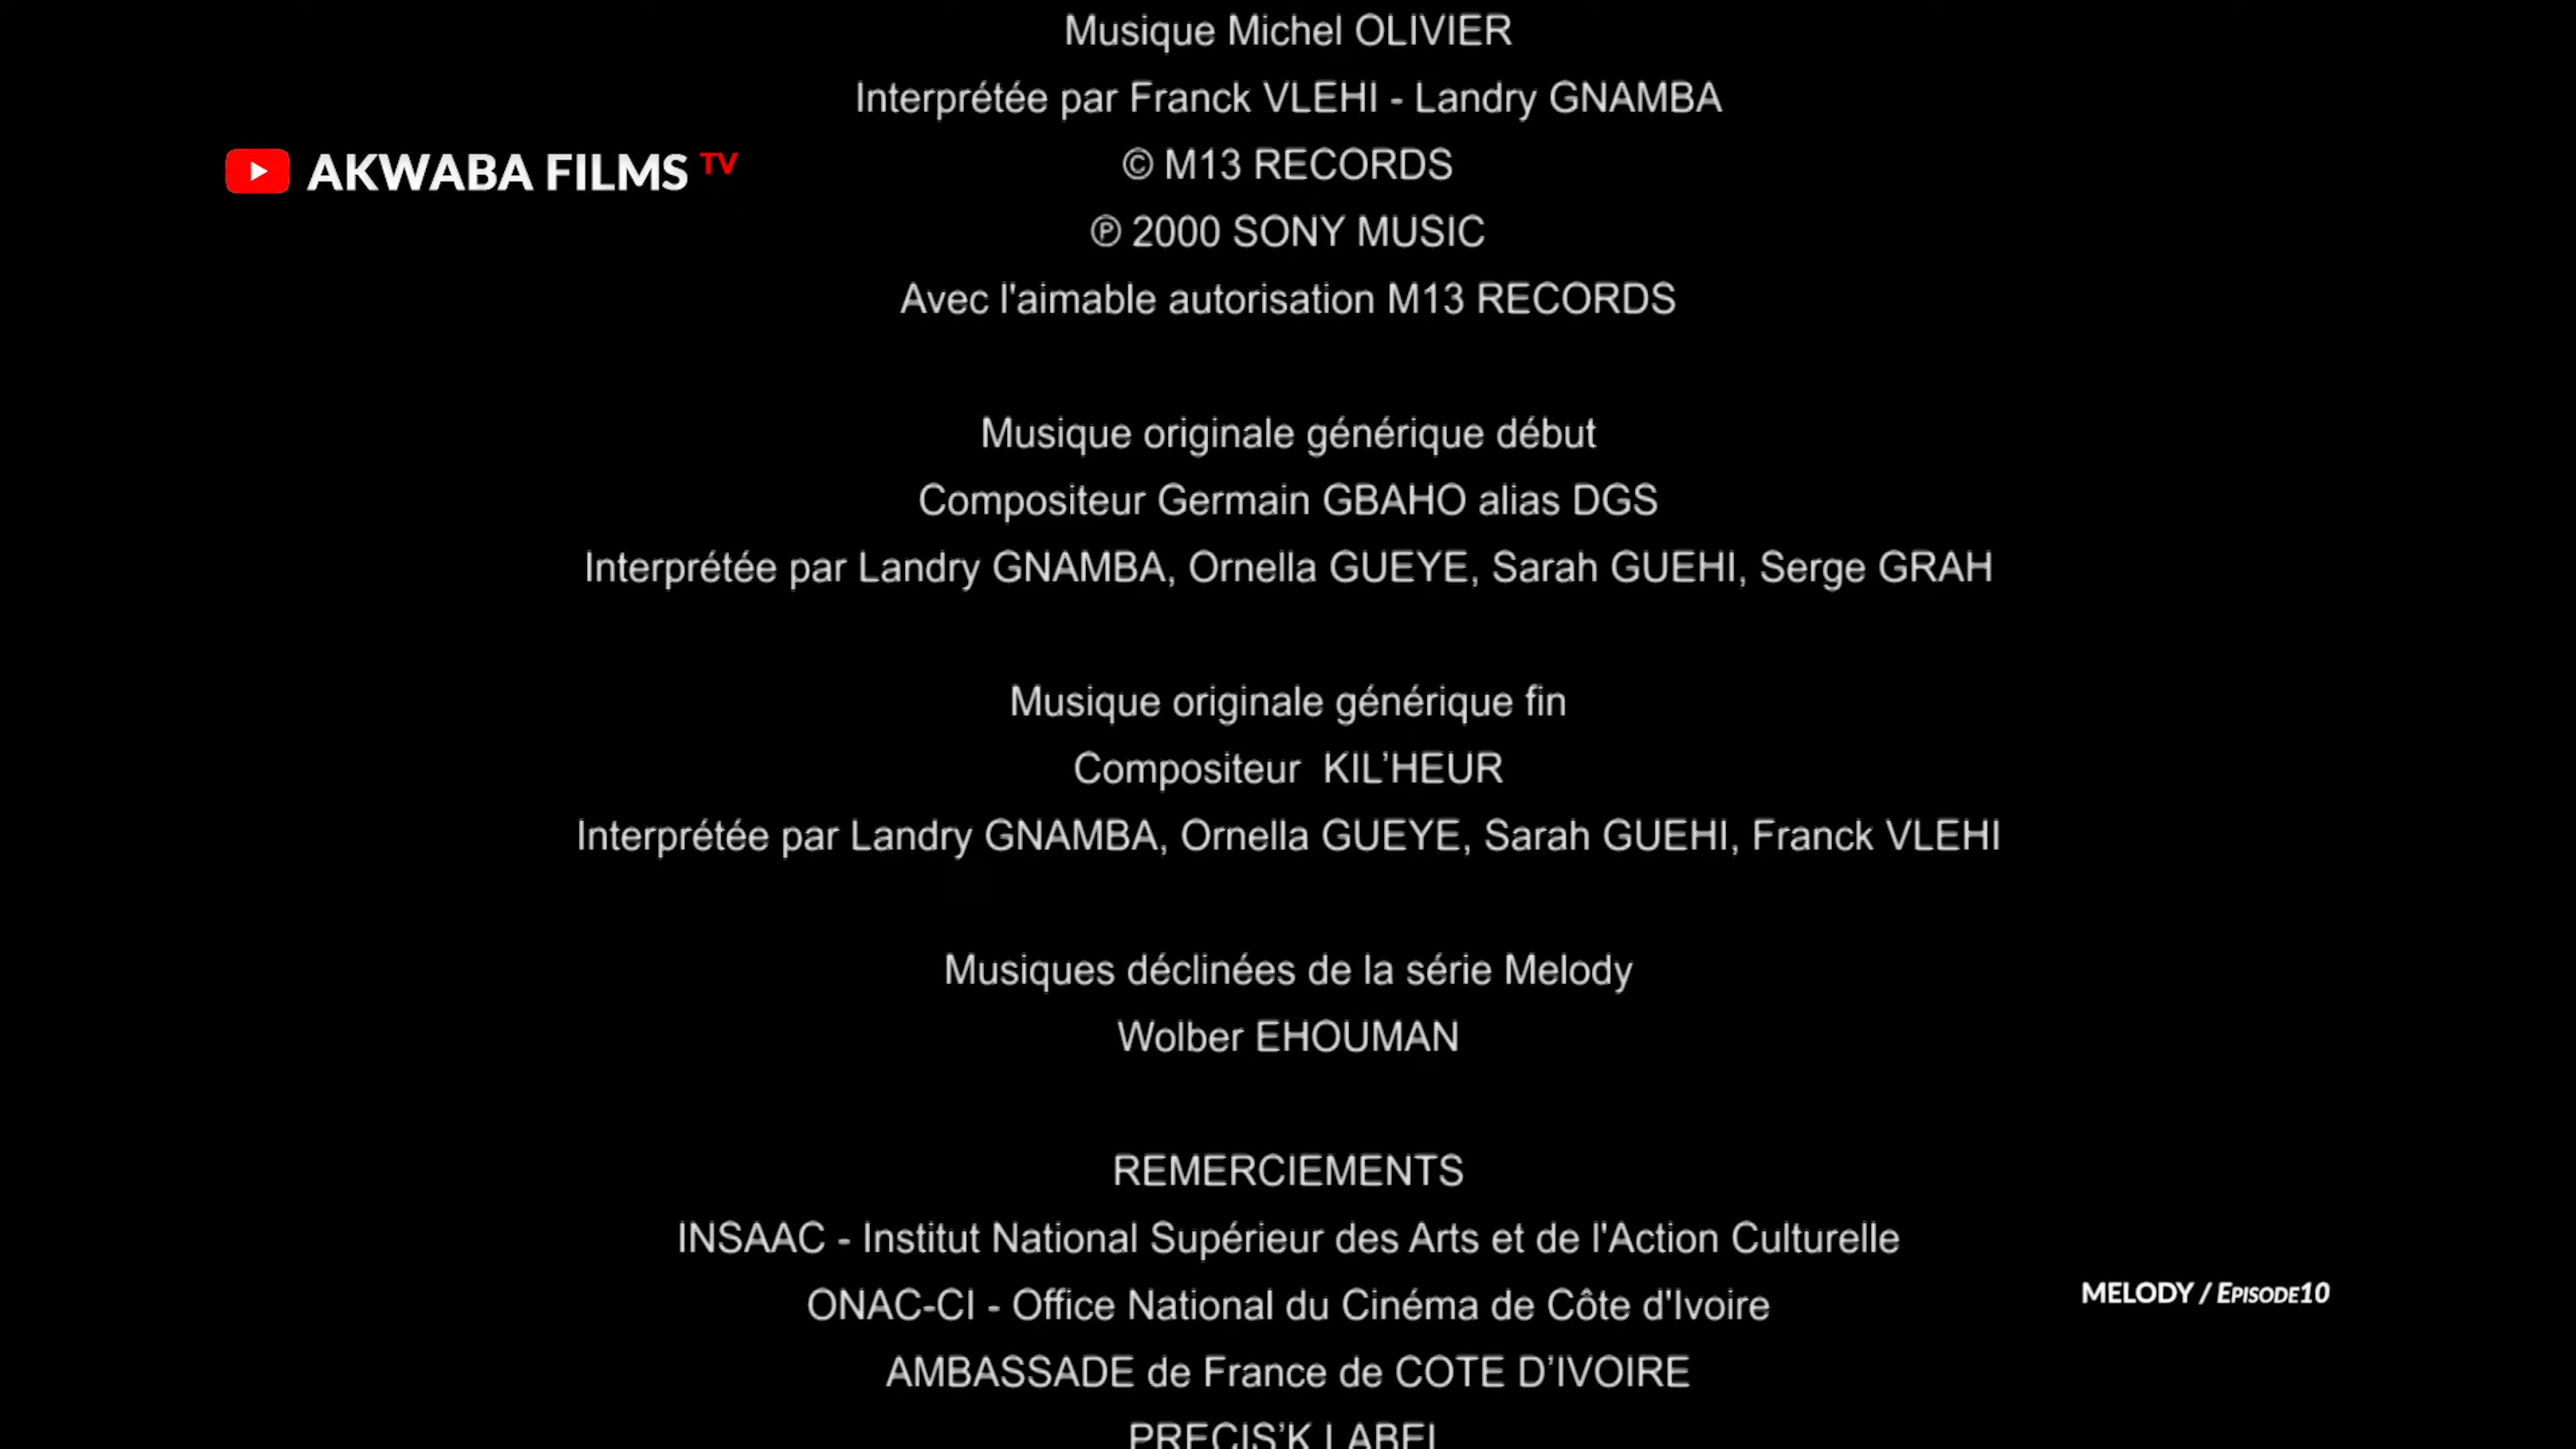 Musique Michel OLIVIER
Interprétée par Franck VLEHI - Landry GNAMBA
AKWABA FILMS TV
© M13 RECORDS
℗ 2000 SONY MUSIC
Avec l'aimable autorisation M13 RECORDS
Musique originale générique début
Compositeur Germain GBAHO alias DGS
Interprétée par Landry GNAMBA, Ornella GUEYE, Sarah GUEHI, Serge GRAH
Musique originale générique fin
Compositeur KIL’HEUR
Interprétée par Landry GNAMBA, Ornella GUEYE, Sarah GUEHI, Franck VLEHI
Musiques déclinées de la série Melody
Wolber EHOUMAN
REMERCIEMENTS
INSAAC - Institut National Supérieur des Arts et de l'Action Culturelle
ONAC-CI - Office National du Cinéma de Côte d'Ivoire
MELODY / EPISODE10
AMBASSADE de France de COTE D’IVOIRE
PRECIS’K LABEL